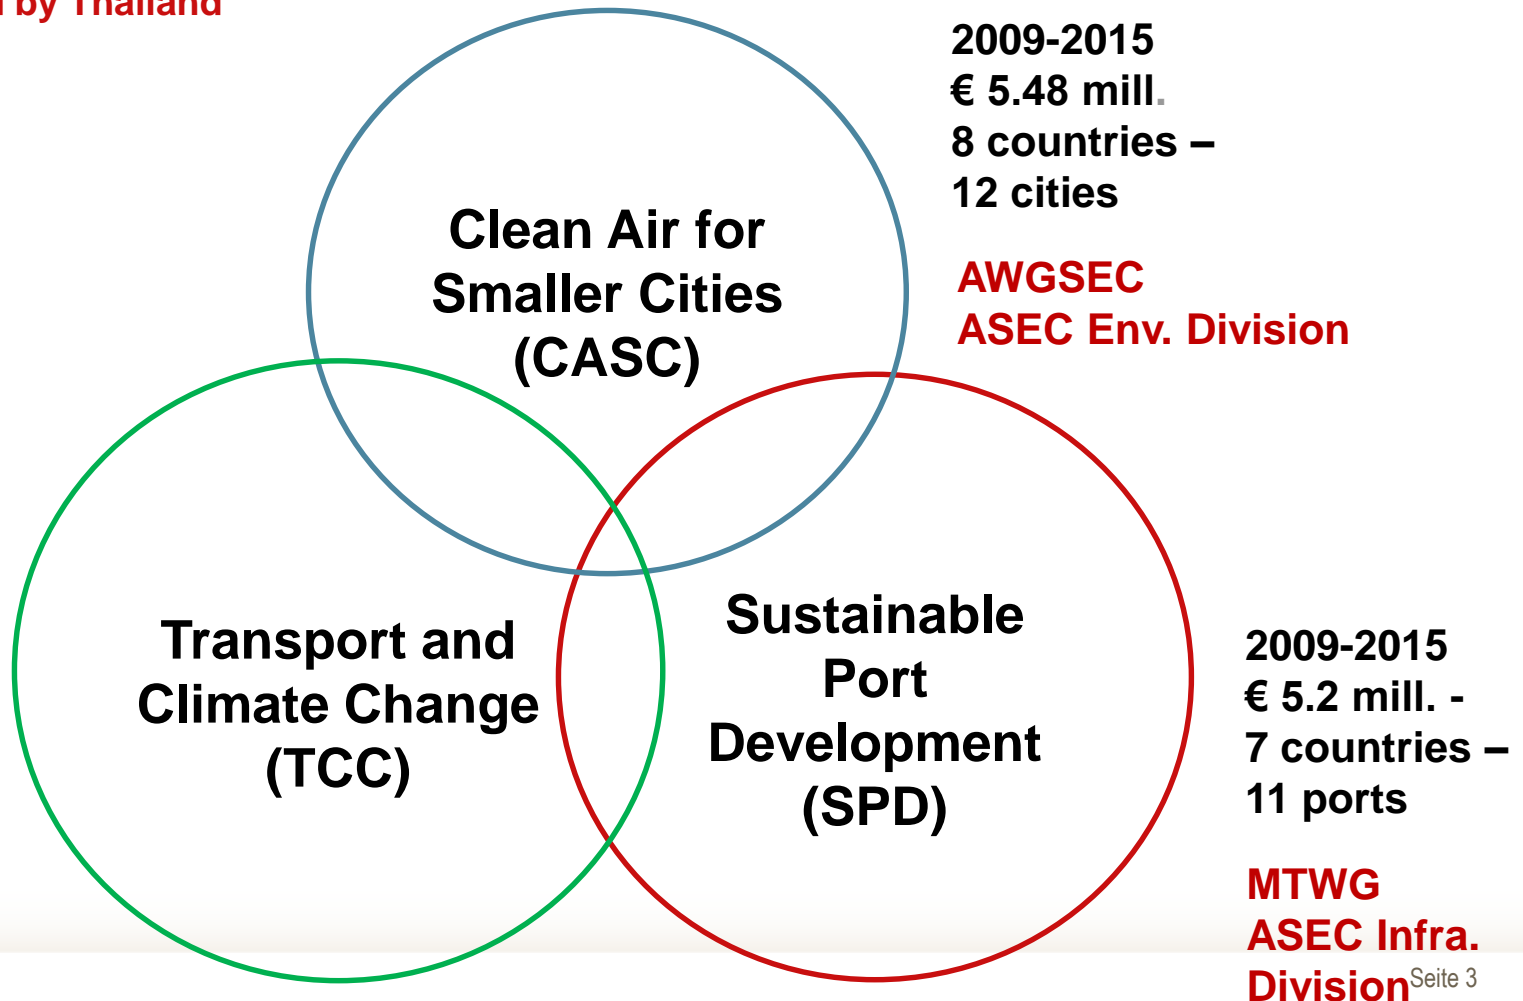 by Thailand
2009-2015
€ 5.48 mill.
8 countries –
12 cities
AWGSEC
ASEC Env. Division
Clean Air for
Smaller Cities
(CASC)
Transport and
Climate Change
(TCC)
Sustainable
Port
Development
(SPD)
2009-2015
€ 5.2 mill. -
7 countries –
11 ports
MTWG
ASEC Infra.
Division
Seite 3